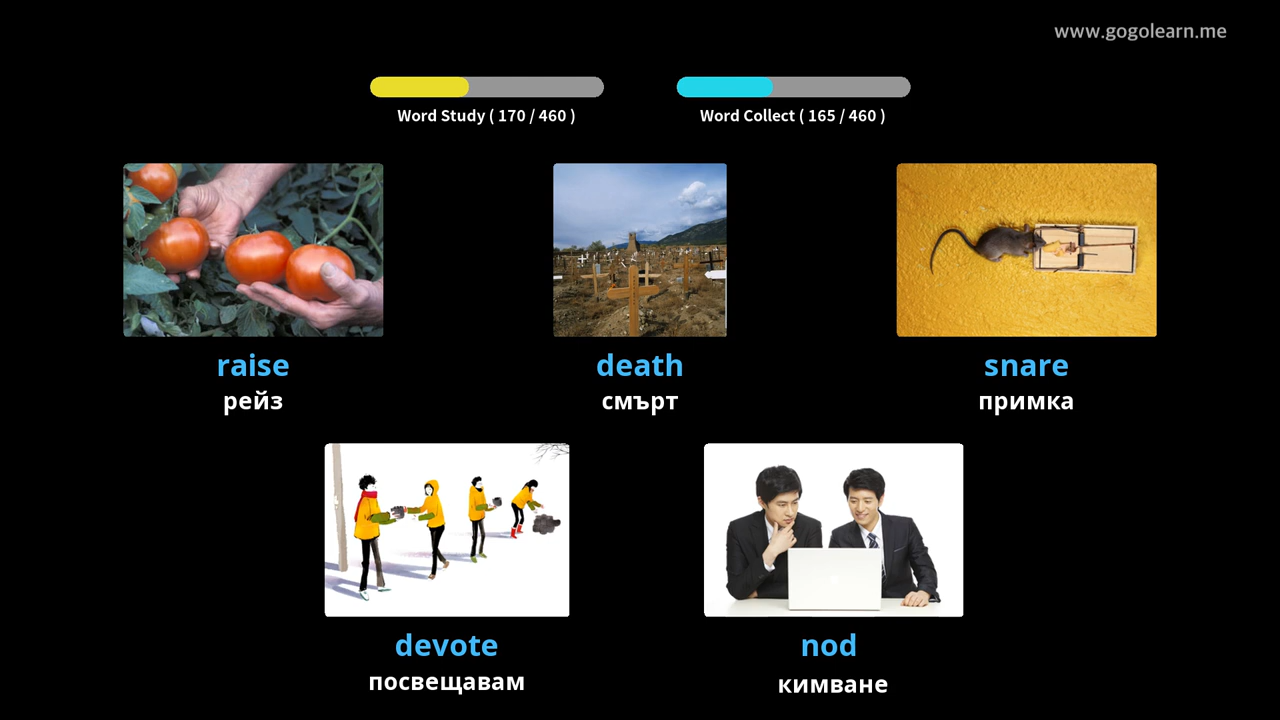 www.gogolearn.me
Word Study ( 170 / 460 )
Word Collect ( 165 / 460 )
raise
рейз
death
смърт
snare
примка
devote
посвещавам
nod
кимване